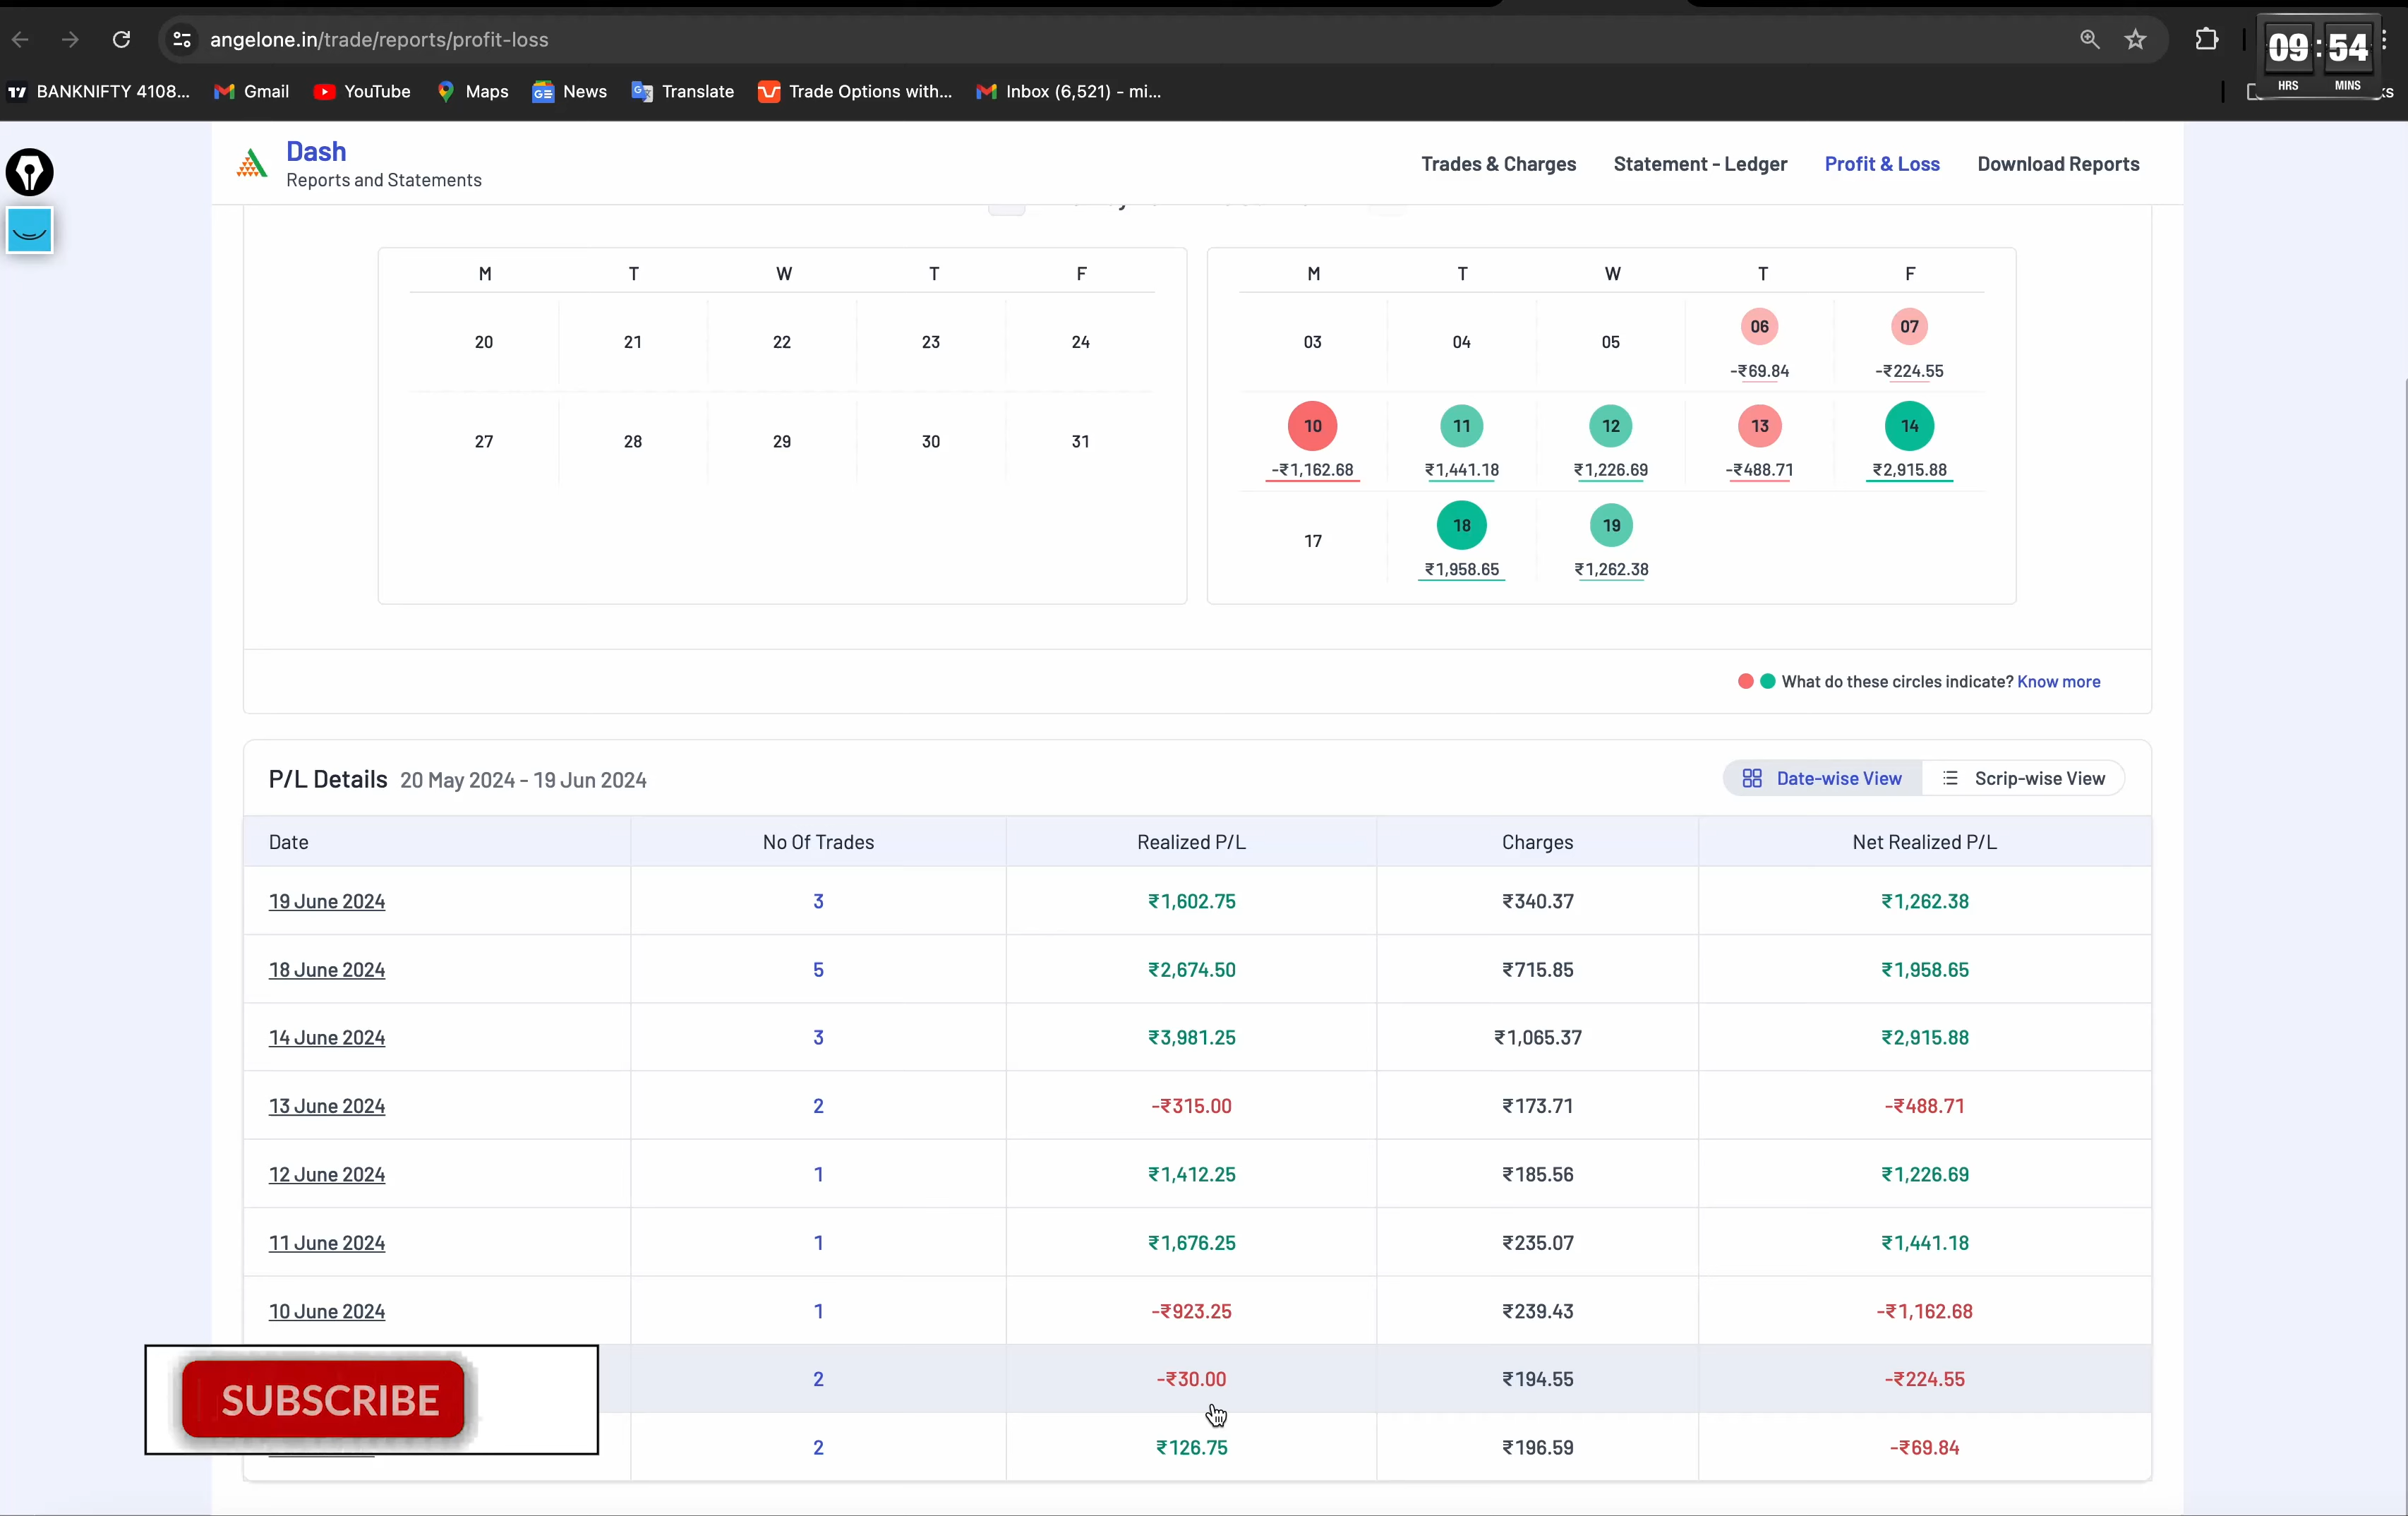 angelone.in/trade/reports/profit-loss
09:54
HRS MINS
BANKNIFTY 4108... Gmail YouTube Maps News Translate Trade Options with... Inbox (6,521) - mi...
Dash
Reports and Statements
Trades & Charges Statement - Ledger Profit & Loss Download Reports
M T W T F
20 21 22 23 24
27 28 29 30 31
M T W T F
03 04 05 06 07
-₹69.84 -₹224.55
10 11 12 13 14
-₹1,162.68 ₹1,441.18 ₹1,226.69 -₹488.71 ₹2,915.88
17 18 19
₹1,958.65 ₹1,262.38
What do these circles indicate? Know more
P/L Details 20 May 2024 - 19 Jun 2024
Date-wise View Scrip-wise View
Date No Of Trades Realized P/L Charges Net Realized P/L
19 June 2024 3 ₹1,602.75 ₹340.37 ₹1,262.38
18 June 2024 5 ₹2,674.50 ₹715.85 ₹1,958.65
14 June 2024 3 ₹3,981.25 ₹1,065.37 ₹2,915.88
13 June 2024 2 -₹315.00 ₹173.71 -₹488.71
12 June 2024 1 ₹1,412.25 ₹185.56 ₹1,226.69
11 June 2024 1 ₹1,676.25 ₹235.07 ₹1,441.18
10 June 2024 1 -₹923.25 ₹239.43 -₹1,162.68
2 -₹30.00 ₹194.55 -₹224.55
SUBSCRIBE
2 ₹126.75 ₹196.59 -₹69.84